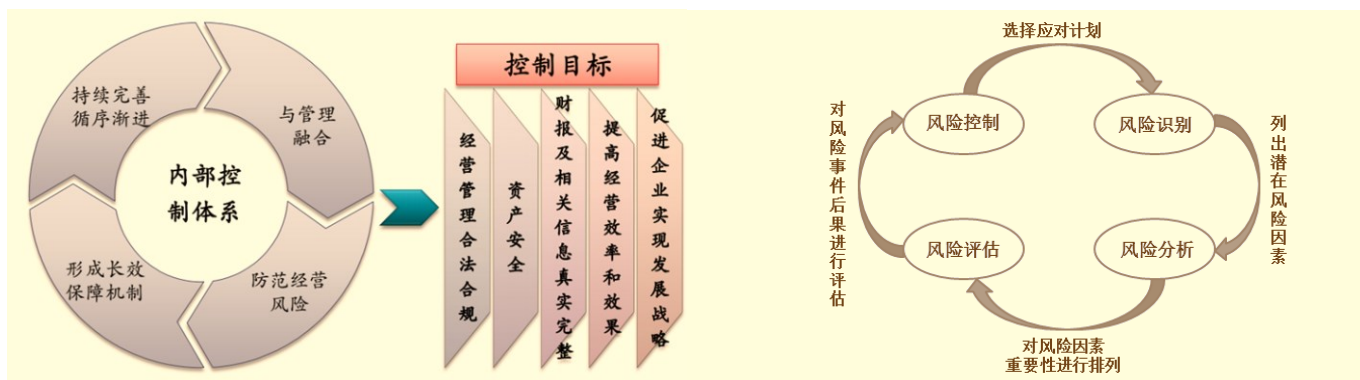 持续完善
循序渐进
与管理
融合
内部控
制体系
形成长效
保障机制
防范经营
风险
控制目标
经营管理合法合规
资产安全
财报及相关信息真实完整
提高经营效率和效果
促进企业实现发展战略
选择应对计划
风险控制
风险识别
对风险事件后果进行评估
列出潜在风险因素
风险评估
风险分析
对风险因素
重要性进行排列